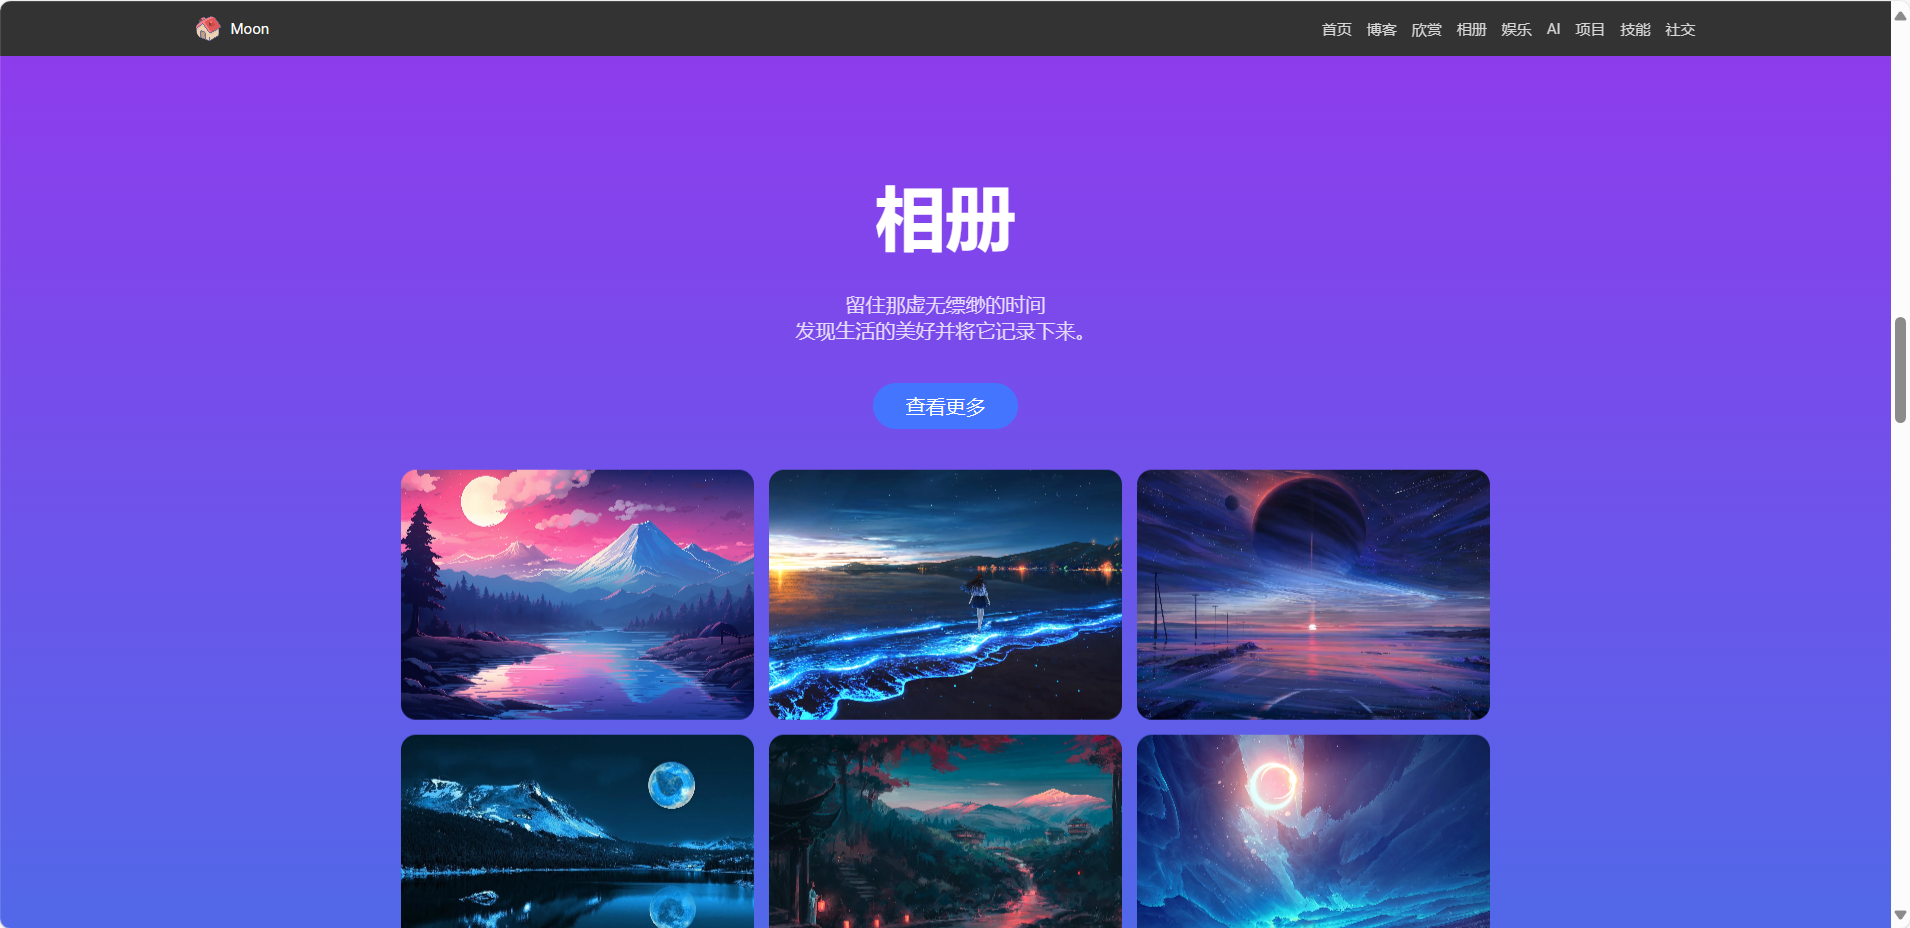 Moon
首页 博客 欣赏 相册 娱乐 AI 项目 技能 社交
相册
留住那虚无缥缈的时间
发现生活的美好并将它记录下来。
查看更多